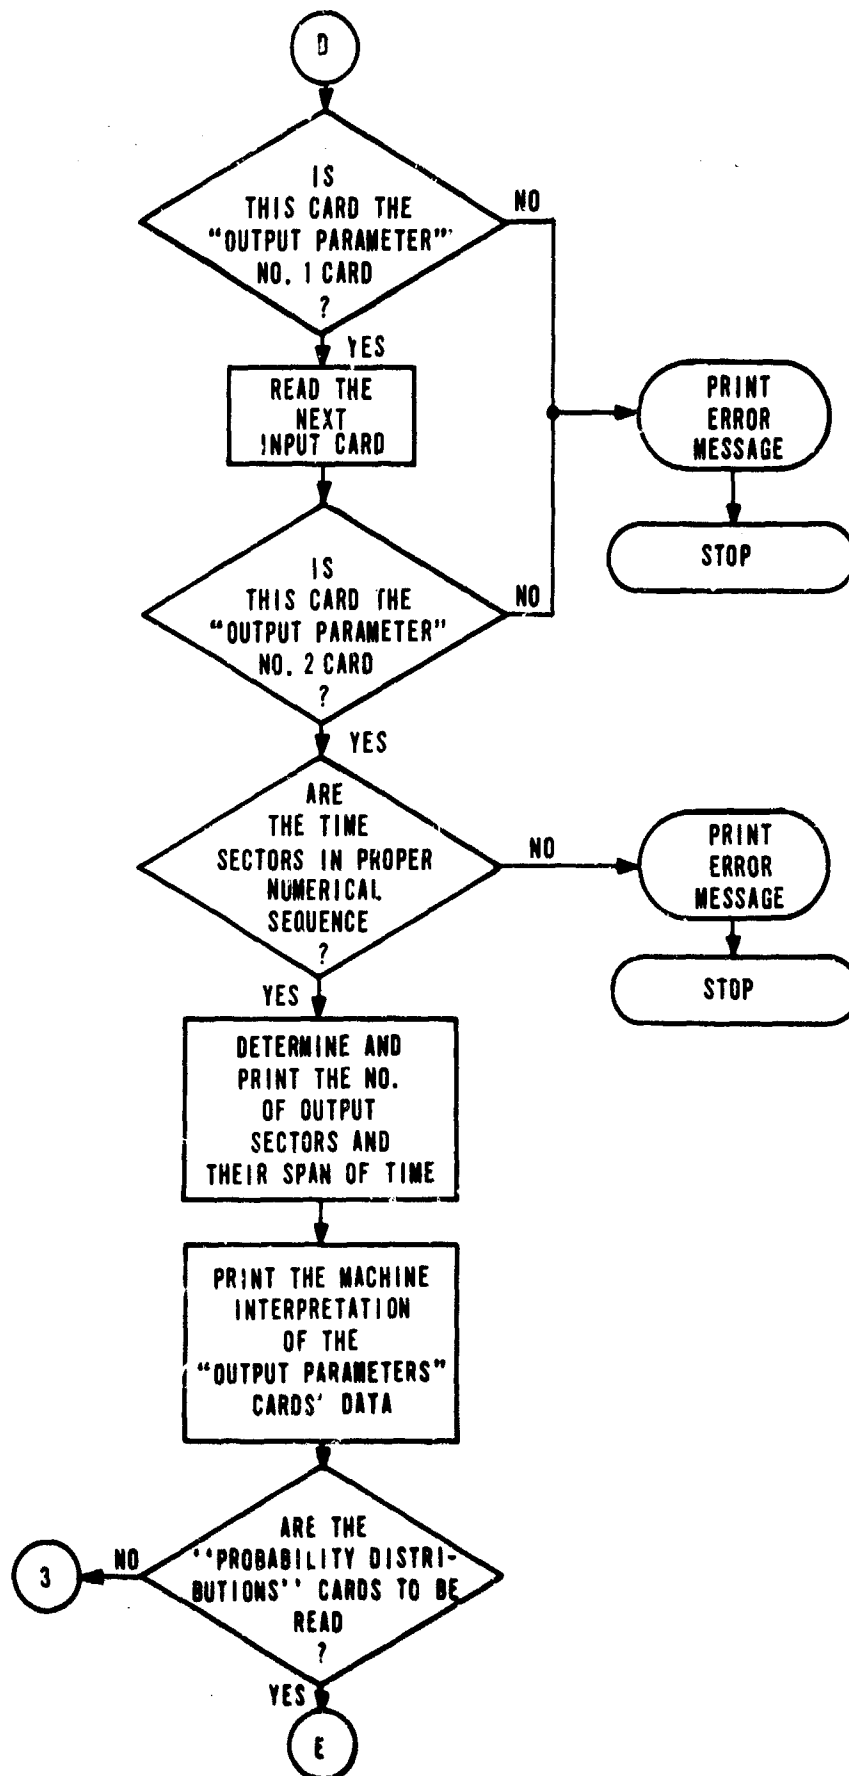 D
IS
THIS CARD THE
"OUTPUT PARAMETER"
NO. 1 CARD
?
NO
YES
READ THE
NEXT
INPUT CARD
PRINT
ERROR
MESSAGE
STOP
IS
THIS CARD THE
"OUTPUT PARAMETER"
NO. 2 CARD
?
NO
YES
ARE
THE TIME
SECTORS IN PROPER
NUMERICAL
SEQUENCE
?
NO
PRINT
ERROR
MESSAGE
STOP
YES
DETERMINE AND
PRINT THE NO.
OF OUTPUT
SECTORS AND
THEIR SPAN OF TIME
PRINT THE MACHINE
INTERPRETATION
OF THE
"OUTPUT PARAMETERS"
CARDS' DATA
ARE THE
''PROBABILITY DISTRI-
BUTIONS'' CARDS TO BE
READ
?
NO
3
YES
E